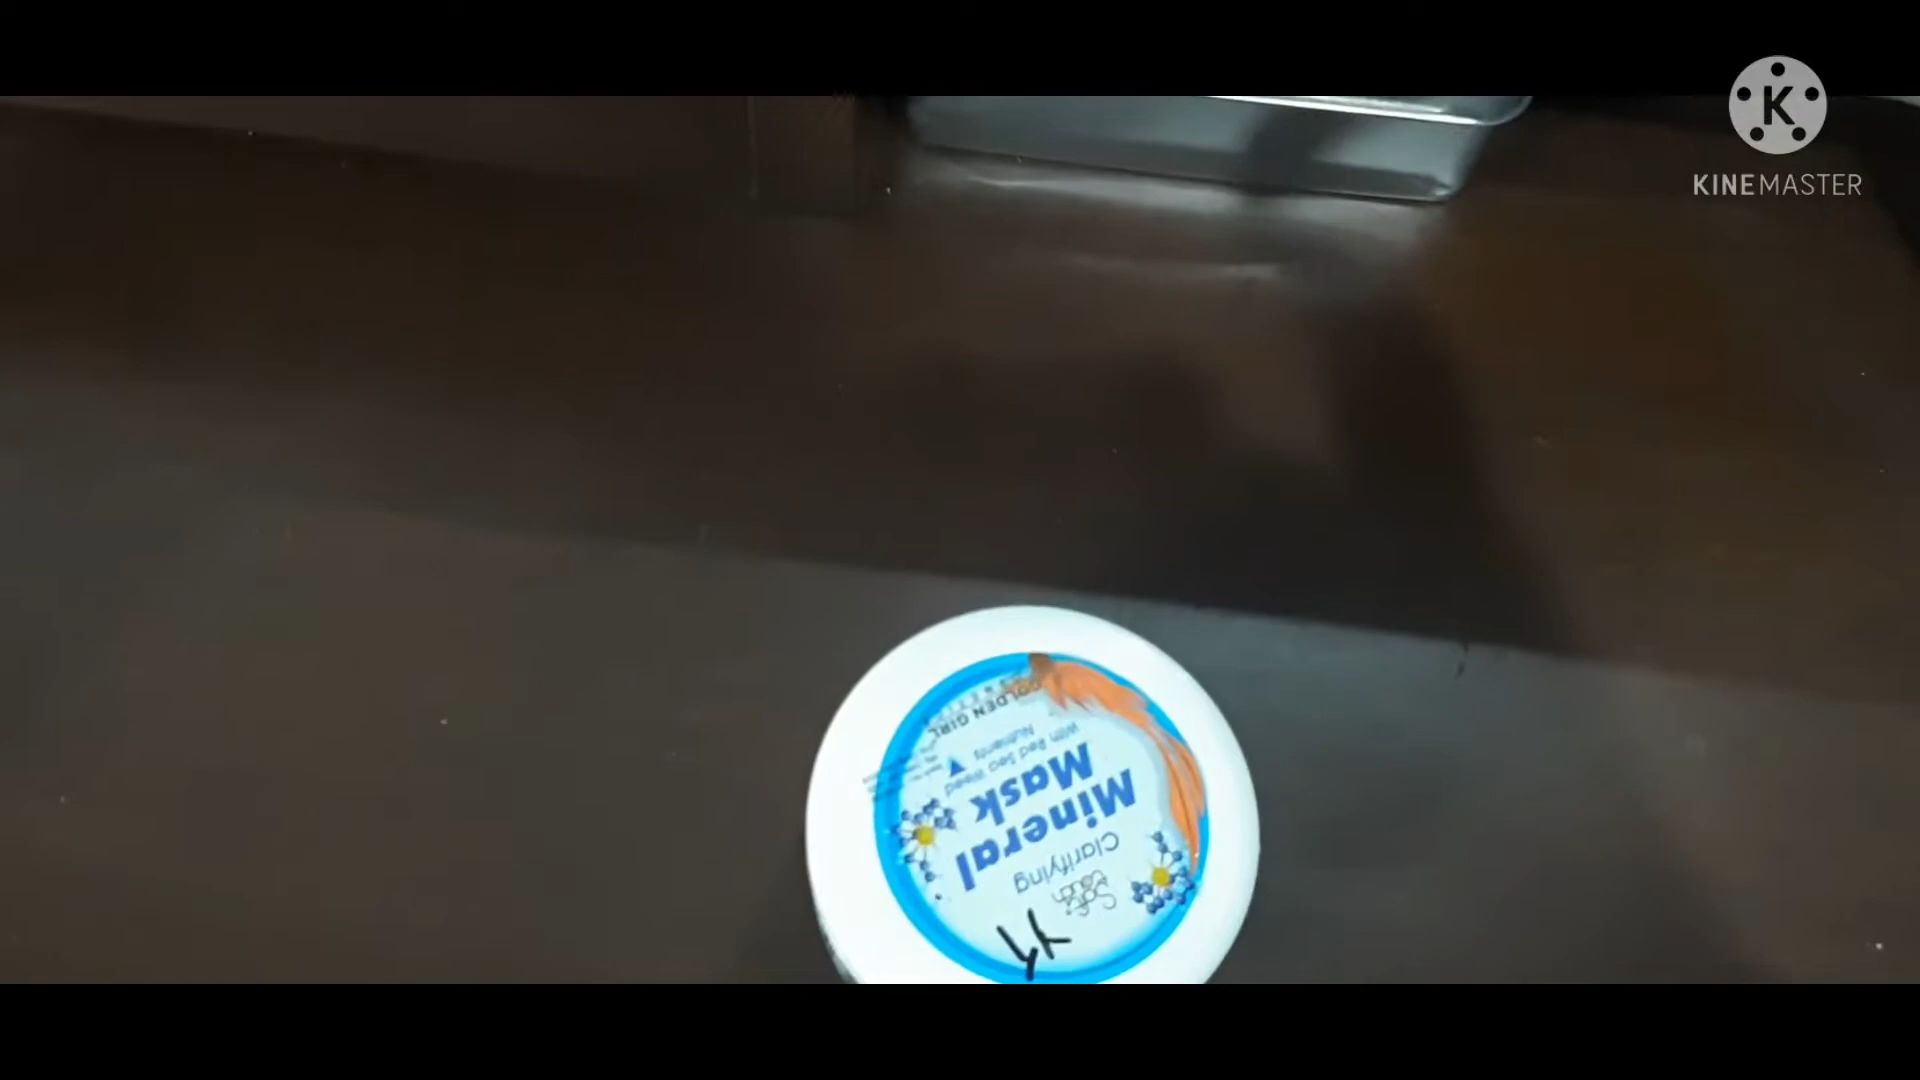 K
KINEMASTER
Soft
touch
Clarifying
Mineral
Mask
With Red Sea Weed
Nutrients
GOLDEN GIRL